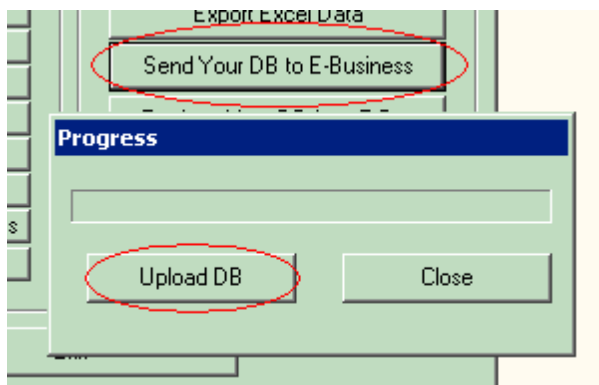 Export Excel Data
Send Your DB to E-Business
Progress
s
Upload DB
Close